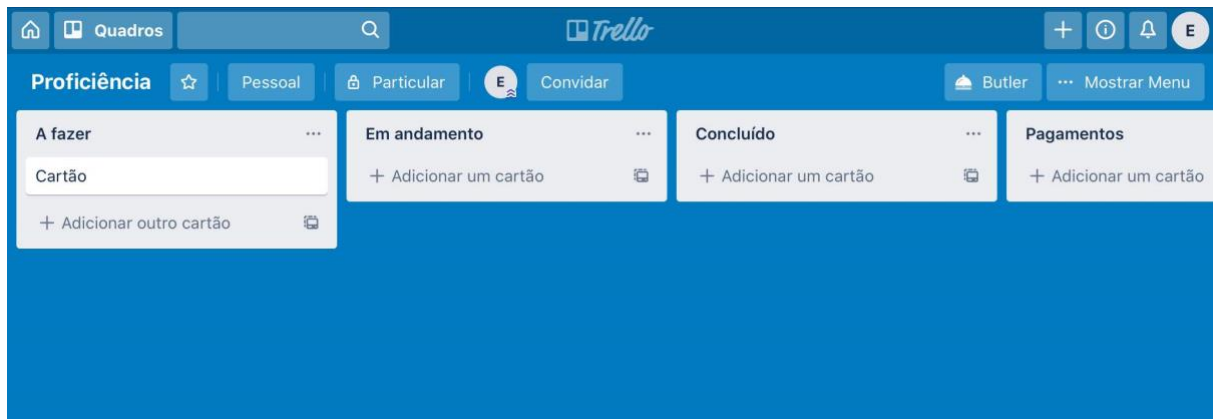 Quadros
Trello
E
Proficiência
Pessoal
Particular
E
Convidar
Butler
... Mostrar Menu
A fazer
...
Cartão
+ Adicionar outro cartão
Em andamento
...
+ Adicionar um cartão
Concluído
...
+ Adicionar um cartão
Pagamentos
+ Adicionar um cartão